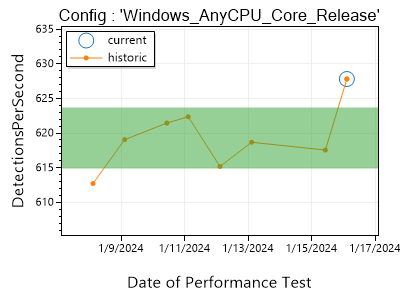 Config : 'Windows_AnyCPU_Core_Release'
current
historic
635
630
625
620
615
610
DetectionsPerSecond
1/9/2024 1/11/2024 1/13/2024 1/15/2024 1/17/2024
Date of Performance Test